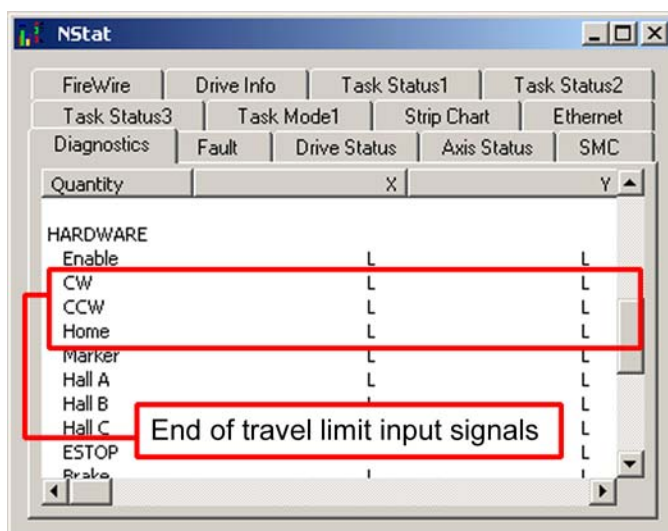 NStat
FireWire Drive Info Task Status1 Task Status2
Task Status3 Task Mode1 Strip Chart Ethernet
Diagnostics Fault Drive Status Axis Status SMC
Quantity X Y
HARDWARE
Enable L L
CW L L
CCW L L
Home L L
Marker L L
Hall A L L
Hall B L L
Hall C L
End of travel limit input signals
ESTOP L
Brake L L